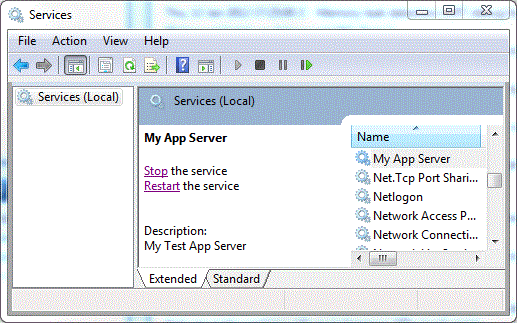 Services
File Action View Help
Services (Local)
Services (Local)
My App Server
Stop the service
Restart the service
Description:
My Test App Server
Name
My App Server
Net.Tcp Port Shari...
Netlogon
Network Access P...
Network Connecti...
Extended Standard